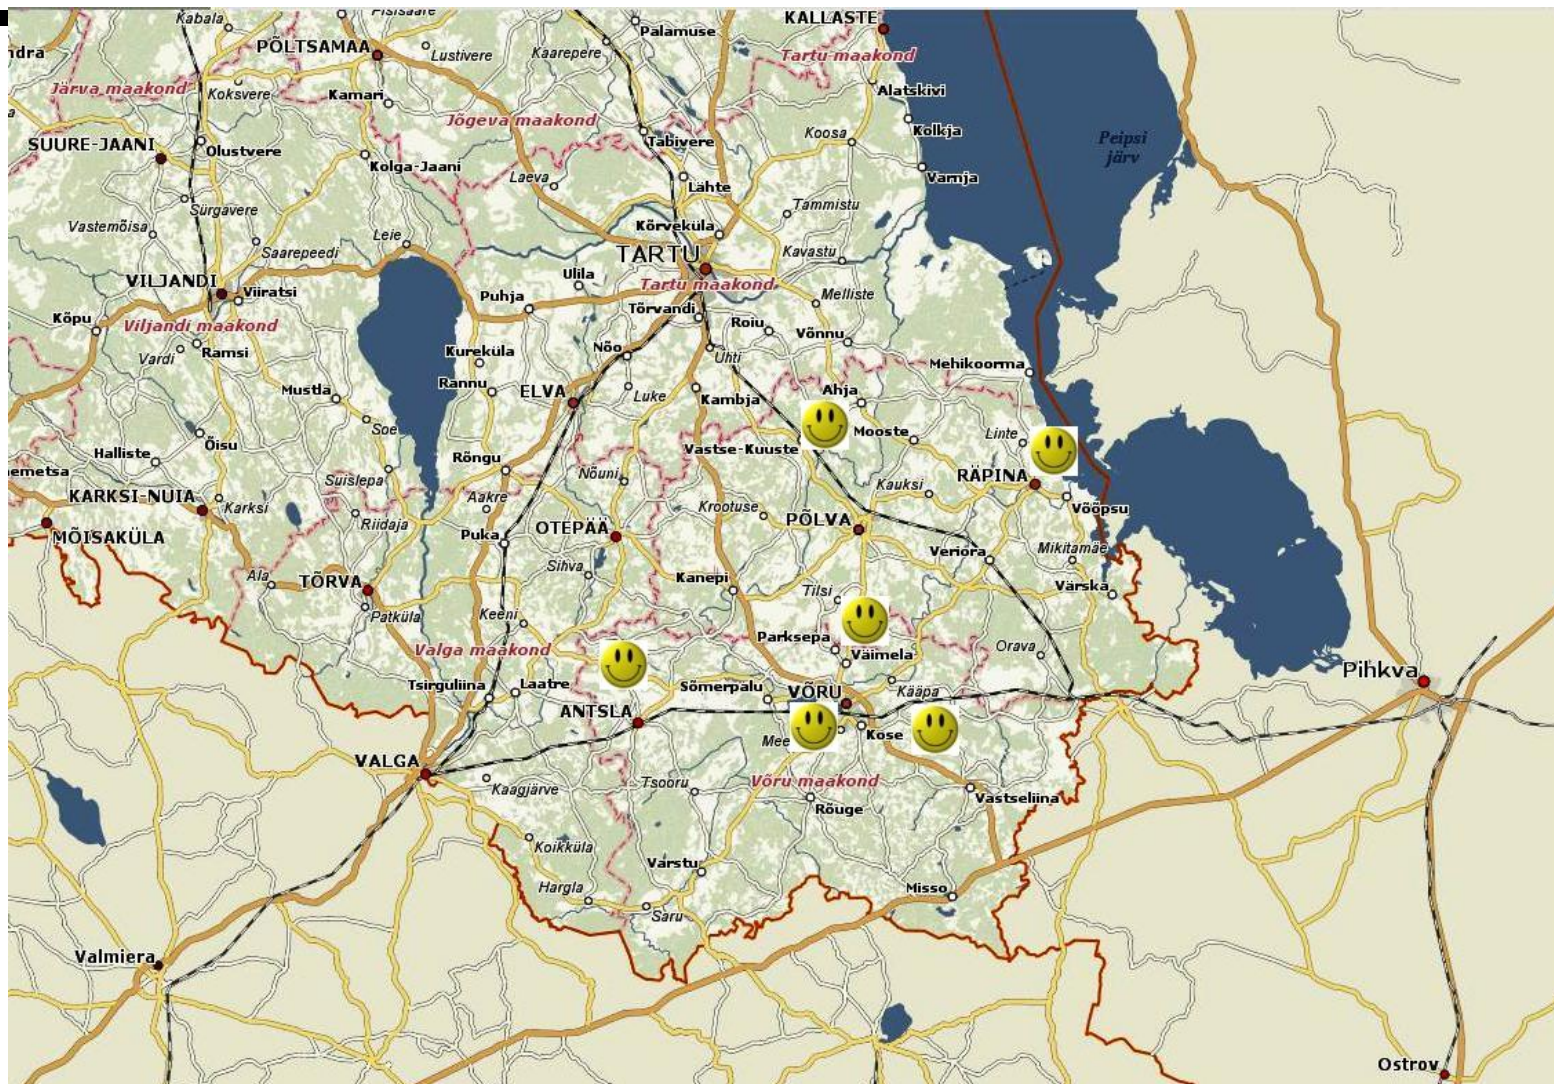 Kabala
Pisisaare
Palamuse
KALLASTE
PÕLTSAMAA
Lustivere
Kaarepere
Tartu maakond
ndra
Järva maakond
Koksvere
Kamari
Alatskivi
Jõgeva maakond
Tabivere
Koosa
Kolkja
Peipsi
järv
SUURE-JAANI
Olustvere
Kolga-Jaani
Laeva
Lähte
Varnja
Sürgavere
Tammistu
Vastemõisa
Leie
Kõrveküla
Saarepeedi
TARTU
Kavastu
VILJANDI
Viiratsi
Ulila
Tartu maakond
Puhja
Melliste
Kõpu
Viljandi maakond
Tõrvandi
Roiu
Võnnu
Vardi
Ramsi
Kureküla
Nõo
Uhti
Mehikoorma
Mustla
Rannu
ELVA
Luke
Kambja
Ahja
Soe
Õisu
Mooste
Linte
Halliste
Vastse-Kuuste
Rõngu
aemetsa
Suislepa
Nõuni
Kauksi
RÄPINA
KARKSI-NUIA
Karksi
Aakre
Krootuse
Võõpsu
Riidaja
PÕLVA
MÕISAKÜLA
Puka
OTEPÄÄ
Veriora
Mikitamäe
Ala
TÕRVA
Sihva
Kanepi
Värska
Tilsi
Patküla
Keeni
Parksepa
Valga maakond
Väimela
Orava
Pihkva
Tsirguliina
Laatre
Sõmerpalu
VÕRU
Kääpa
ANTSLA
Mee
Kose
VALGA
Kaagjärve
Tsooru
Võru maakond
Rõuge
Vastseliina
Koikküla
Varstu
Hargla
Misso
Saru
Valmiera
Ostrov